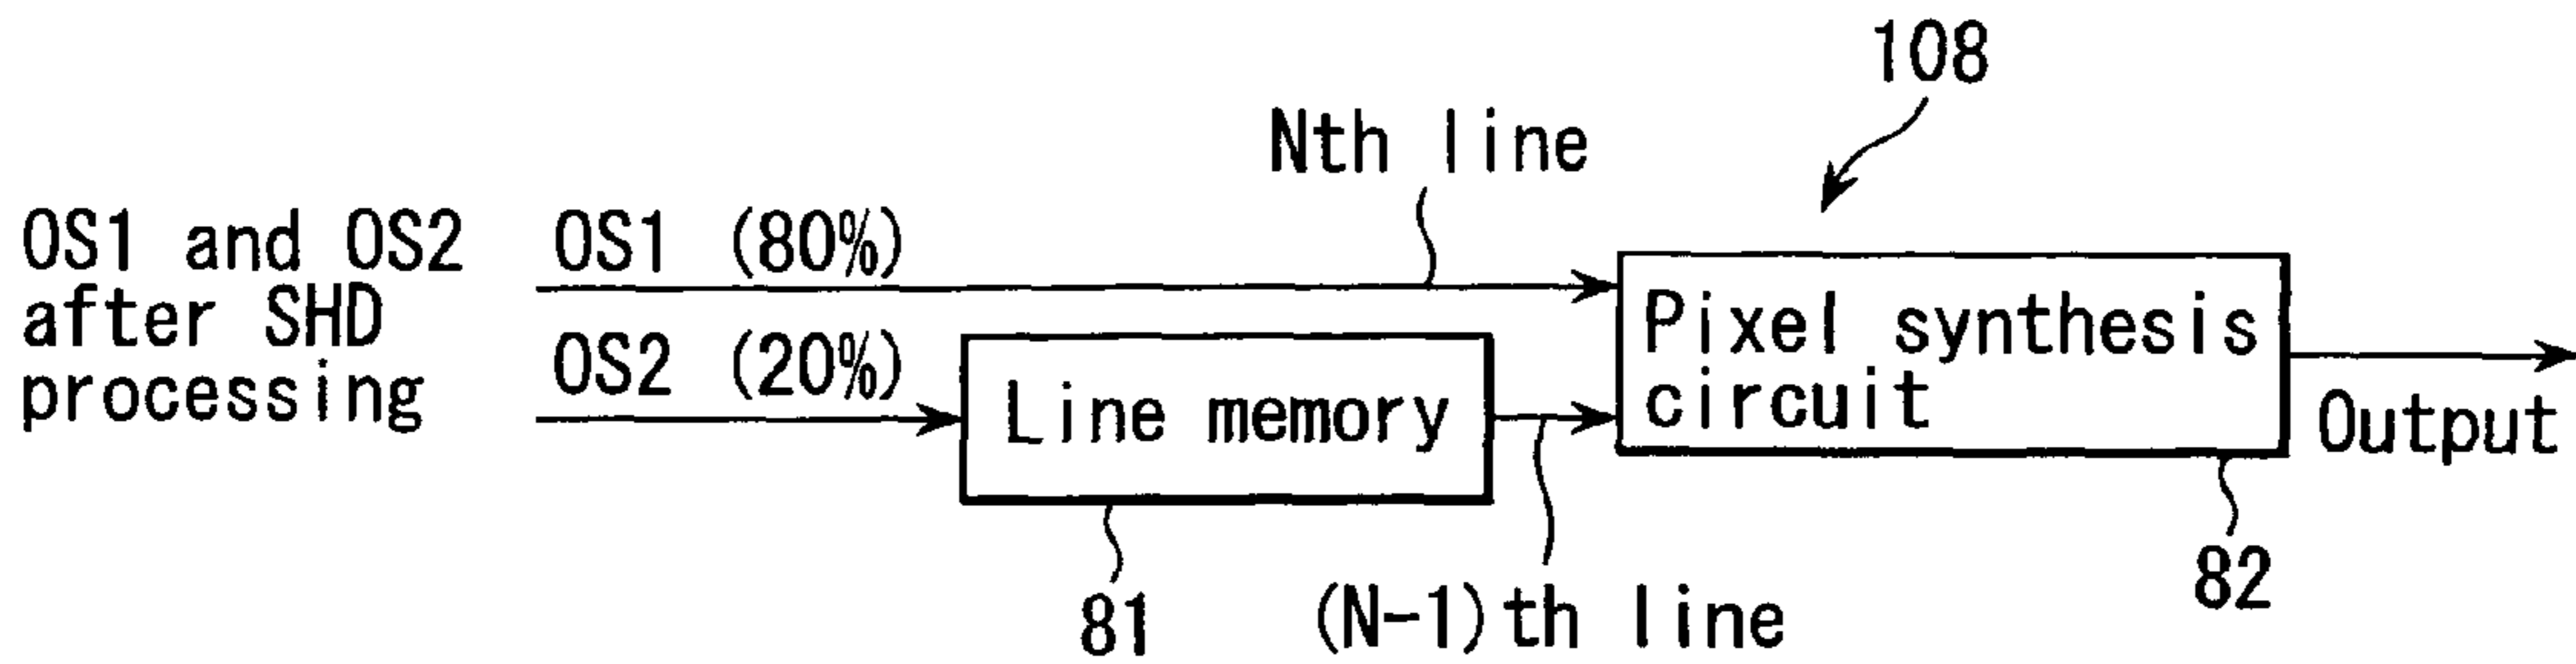 108
Nth line
OS1 and OS2
after SHD
processing
OS1 (80%)
OS2 (20%)
Line memory
Pixel synthesis
circuit
Output
81
(N-1)th line
82